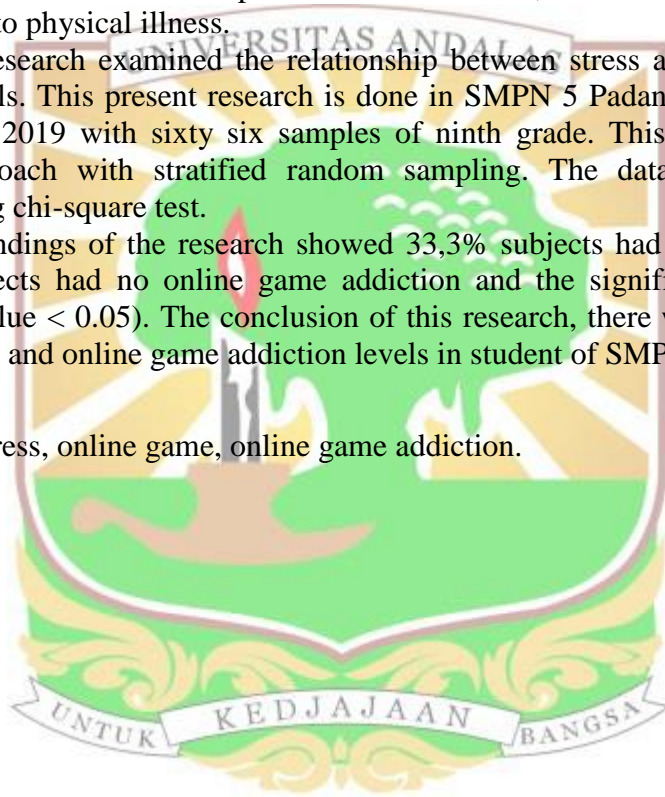 to physical illness.
UNIVERSITAS ANDALAS
esearch examined the relationship between stress a
ls. This present research is done in SMPN 5 Padan
2019 with sixty six samples of ninth grade. This
oach with stratified random sampling. The data
g chi-square test.
ndings of the research showed 33,3% subjects had
ects had no online game addiction and the signifi
lue < 0.05). The conclusion of this research, there
and online game addiction levels in student of SMP
ress, online game, online game addiction.
UNTUK KEDJAJAAN BANGSA